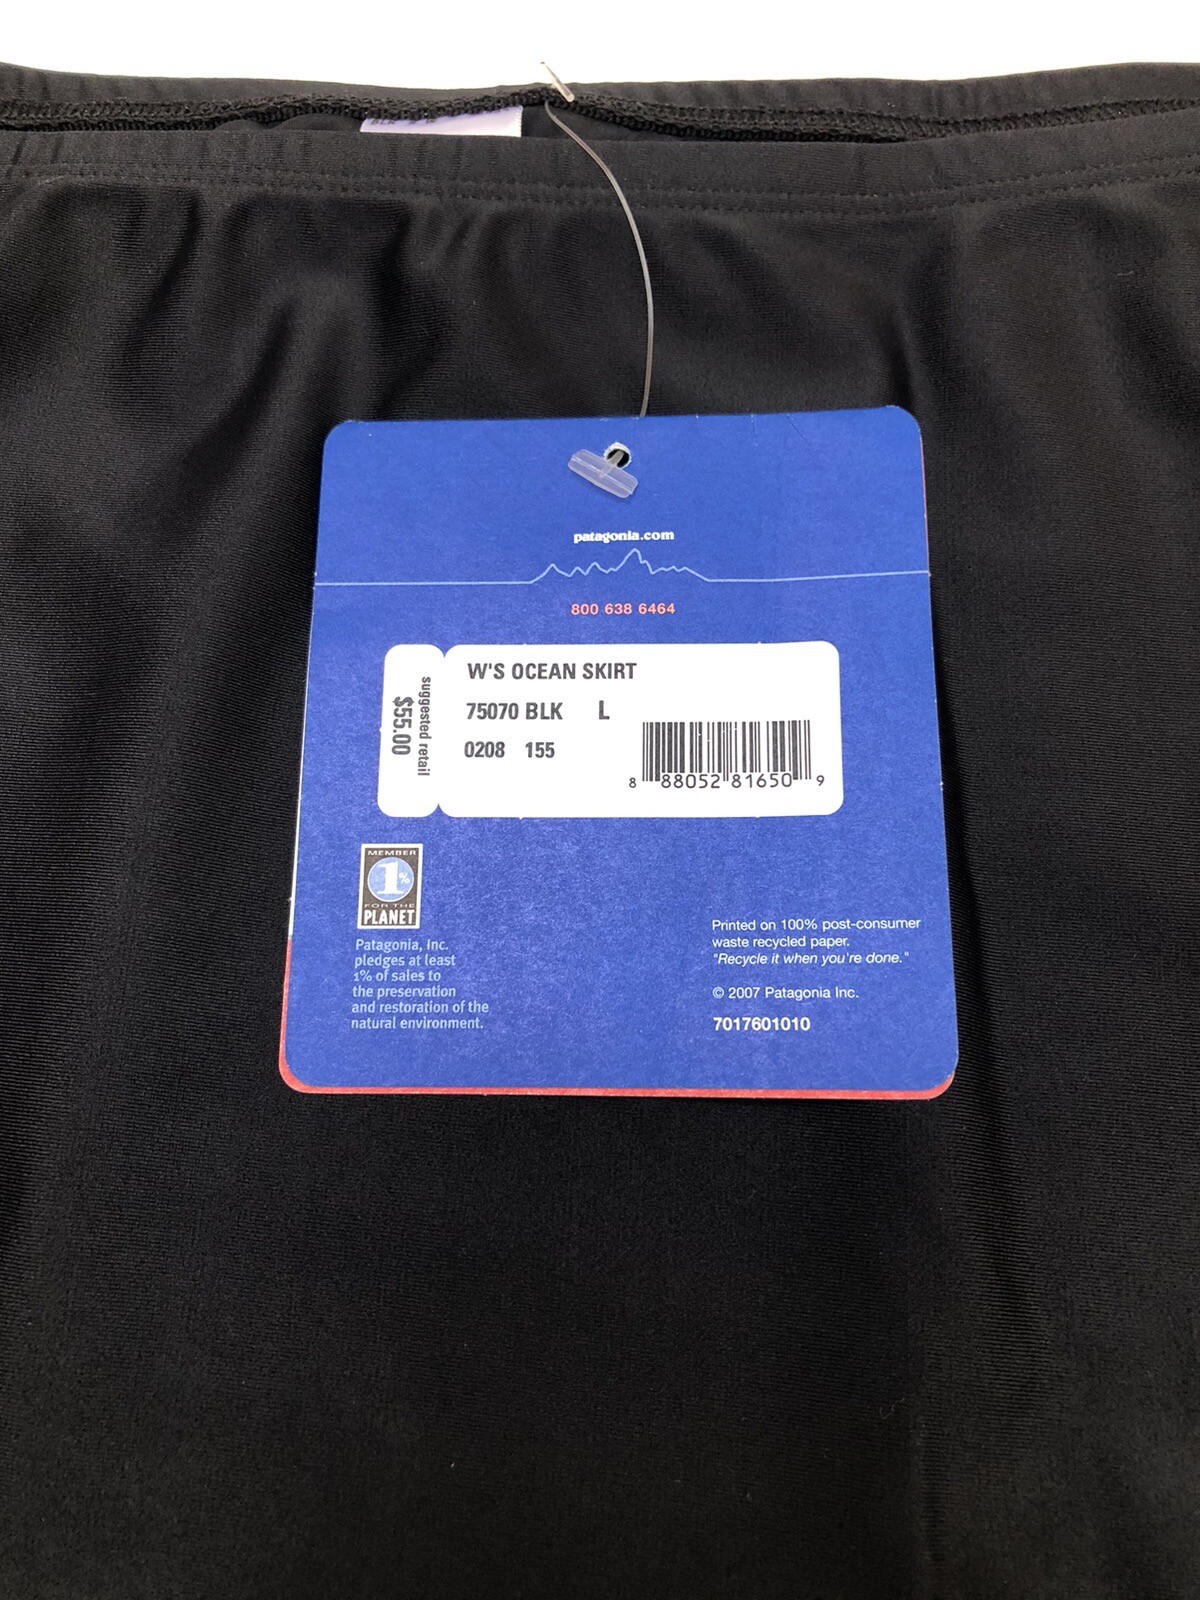 patagonia.com
800 638 6464
suggested retail
$55.00
W'S OCEAN SKIRT
75070 BLK L
0208 155
8 88052 81650 9
MEMBER
1%
FOR THE
PLANET
Patagonia, Inc.
pledges at least
1% of sales to
the preservation
and restoration of the
natural environment.
Printed on 100% post-consumer
waste recycled paper.
"Recycle it when you're done."
© 2007 Patagonia Inc.
7017601010